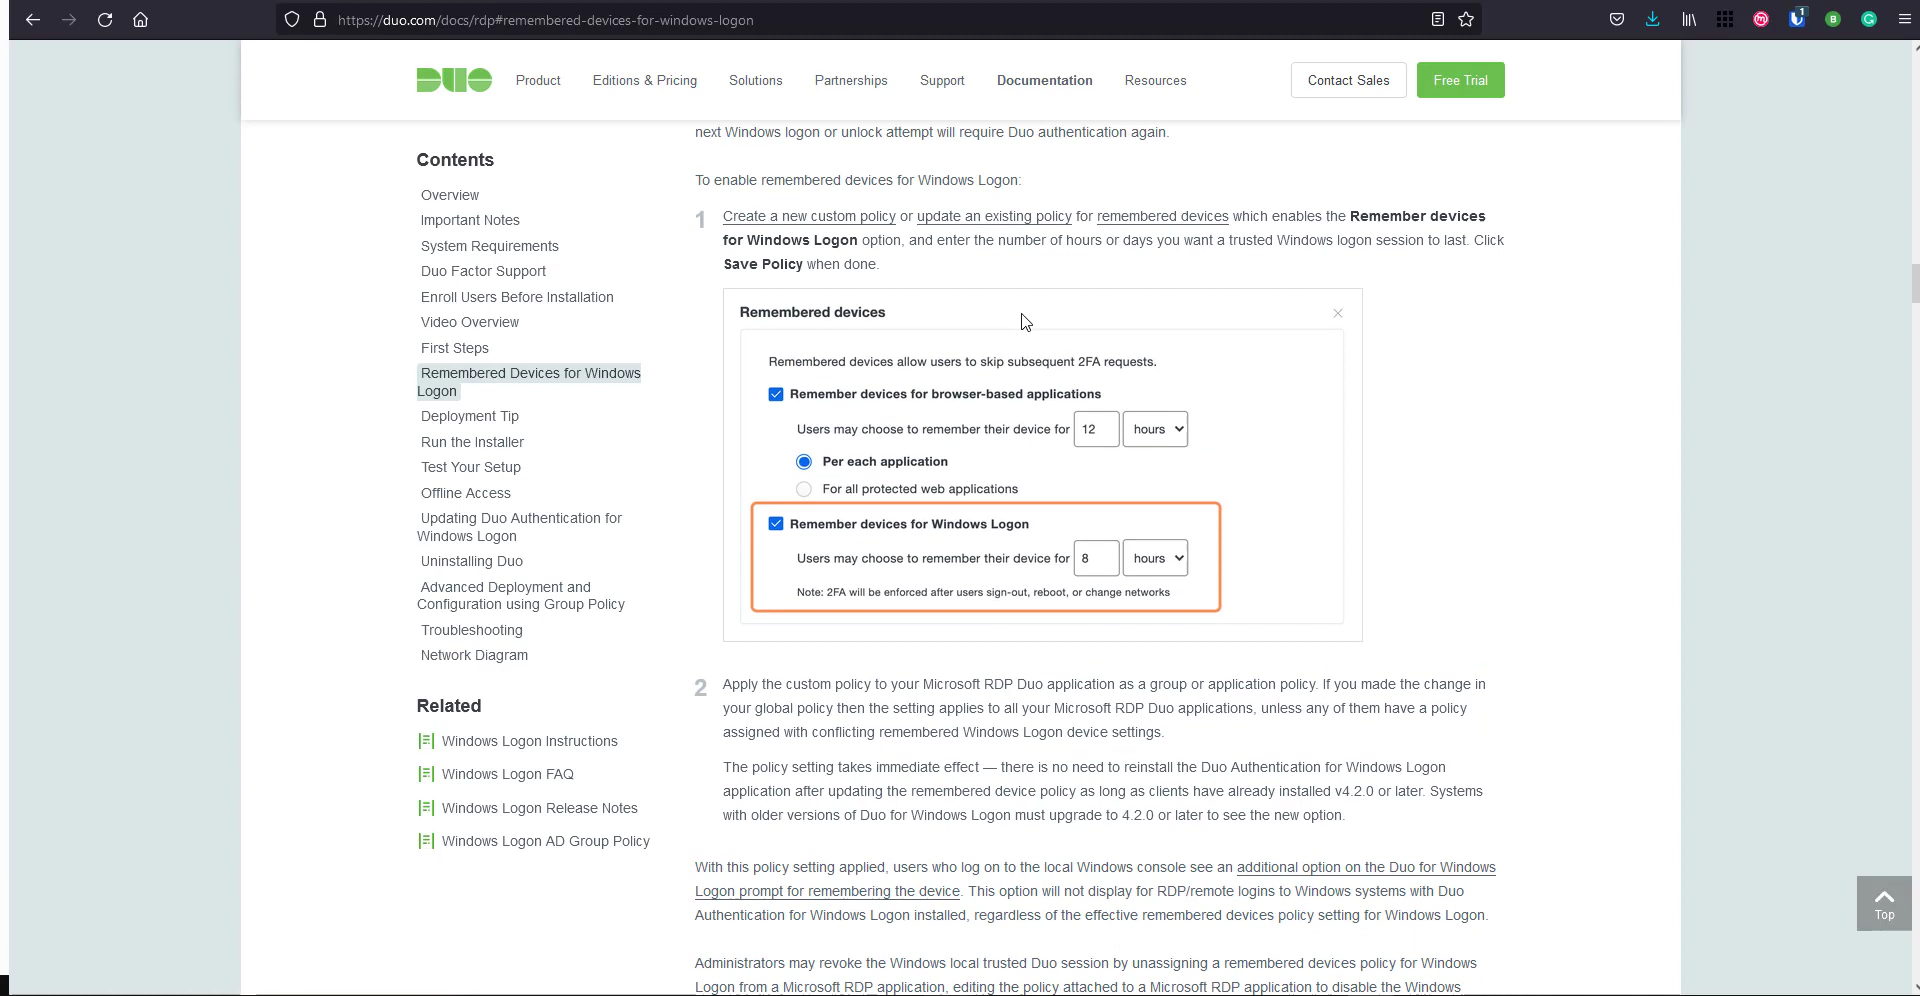 https://duo.com/docs/rdp#remembered-devices-for-windows-logon
1
DUO
Product
Editions & Pricing
Solutions
Partnerships
Support
Documentation
Resources
Contact Sales
Free Trial
Contents
Overview
Important Notes
System Requirements
Duo Factor Support
Enroll Users Before Installation
Video Overview
First Steps
Remembered Devices for Windows
Logon
Deployment Tip
Run the Installer
Test Your Setup
Offline Access
Updating Duo Authentication for
Windows Logon
Uninstalling Duo
Advanced Deployment and
Configuration using Group Policy
Troubleshooting
Network Diagram
Related
Windows Logon Instructions
Windows Logon FAQ
Windows Logon Release Notes
Windows Logon AD Group Policy
next Windows logon or unlock attempt will require Duo authentication again.
To enable remembered devices for Windows Logon:
1 Create a new custom policy or update an existing policy for remembered devices which enables the Remember devices
for Windows Logon option, and enter the number of hours or days you want a trusted Windows logon session to last. Click
Save Policy when done.
Remembered devices
Remembered devices allow users to skip subsequent 2FA requests.
Remember devices for browser-based applications
Users may choose to remember their device for 12 hours
Per each application
For all protected web applications
Remember devices for Windows Logon
Users may choose to remember their device for 8 hours
Note: 2FA will be enforced after users sign-out, reboot, or change networks
2 Apply the custom policy to your Microsoft RDP Duo application as a group or application policy. If you made the change in
your global policy then the setting applies to all your Microsoft RDP Duo applications, unless any of them have a policy
assigned with conflicting remembered Windows Logon device settings.
The policy setting takes immediate effect — there is no need to reinstall the Duo Authentication for Windows Logon
application after updating the remembered device policy as long as clients have already installed v4.2.0 or later. Systems
with older versions of Duo for Windows Logon must upgrade to 4.2.0 or later to see the new option.
With this policy setting applied, users who log on to the local Windows console see an additional option on the Duo for Windows
Logon prompt for remembering the device. This option will not display for RDP/remote logins to Windows systems with Duo
Authentication for Windows Logon installed, regardless of the effective remembered devices policy setting for Windows Logon.
Administrators may revoke the Windows local trusted Duo session by unassigning a remembered devices policy for Windows
Logon from a Microsoft RDP application, editing the policy attached to a Microsoft RDP application to disable the Windows
Top